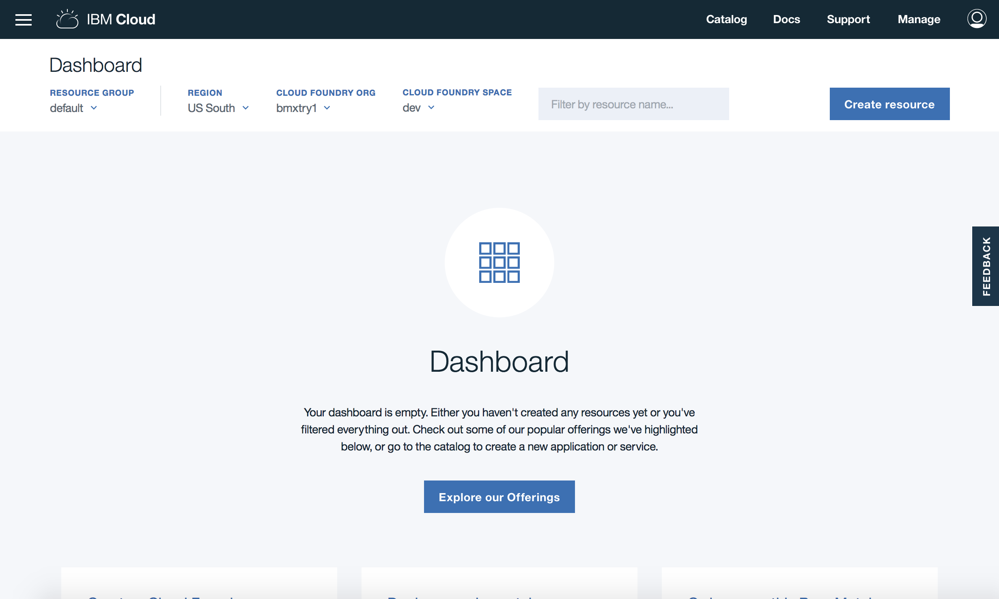 IBM Cloud
Catalog
Docs
Support
Manage
Dashboard
RESOURCE GROUP
default
REGION
US South
CLOUD FOUNDRY ORG
bmxtry1
CLOUD FOUNDRY SPACE
dev
Filter by resource name...
Create resource
FEEDBACK
Dashboard
Your dashboard is empty. Either you haven't created any resources yet or you've
filtered everything out. Check out some of our popular offerings we've highlighted
below, or go to the catalog to create a new application or service.
Explore our Offerings